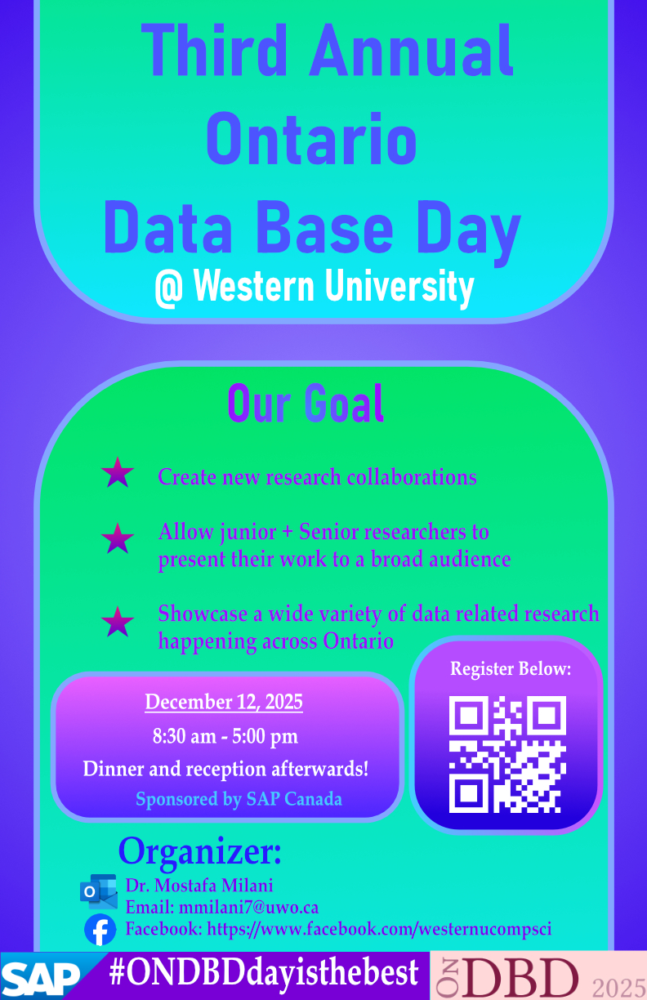 Third Annual
Ontario
Data Base Day
@ Western University
Our Goal
Create new research collaborations
Allow junior + Senior researchers to
present their work to a broad audience
Showcase a wide variety of data related research
happening across Ontario
Register Below:
December 12, 2025
8:30 am - 5:00 pm
Dinner and reception afterwards!
Sponsored by SAP Canada
Organizer:
O
Dr. Mostafa Milani
Email: mmilani7@uwo.ca
f
Facebook: https://www.facebook.com/westernucompsci
SAP
#ONDBDdayisthebest
ON DBD 2025